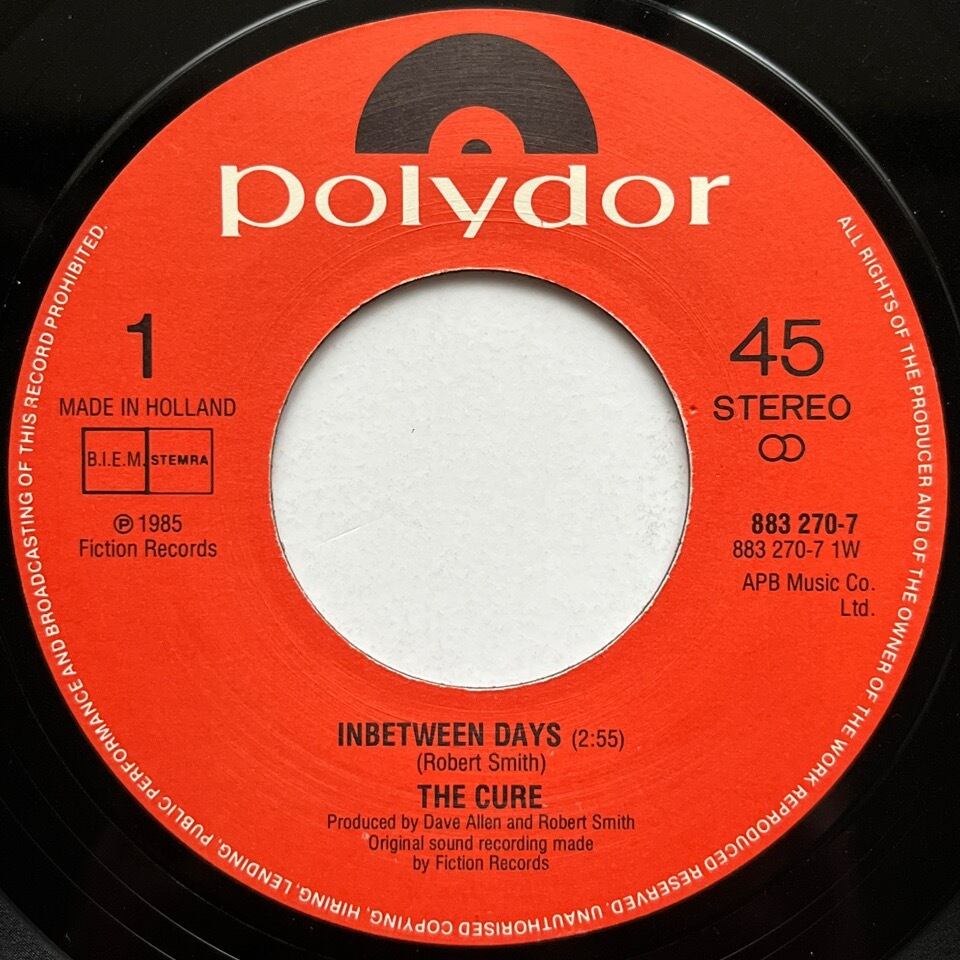 polydor
1
MADE IN HOLLAND
B.I.E.M. STEMRA
℗ 1985
Fiction Records
45
STEREO
883 270-7
883 270-7 1W
APB Music Co.
Ltd.
INBETWEEN DAYS (2:55)
(Robert Smith)
THE CURE
Produced by Dave Allen and Robert Smith
Original sound recording made
by Fiction Records
ALL RIGHTS OF THE PRODUCER AND OF THE OWNER OF THE WORK REPRODUCED RESERVED. UNAUTHORISED COPYING, HIRING, LENDING, PUBLIC PERFORMANCE AND BROADCASTING OF THIS RECORD PROHIBITED.